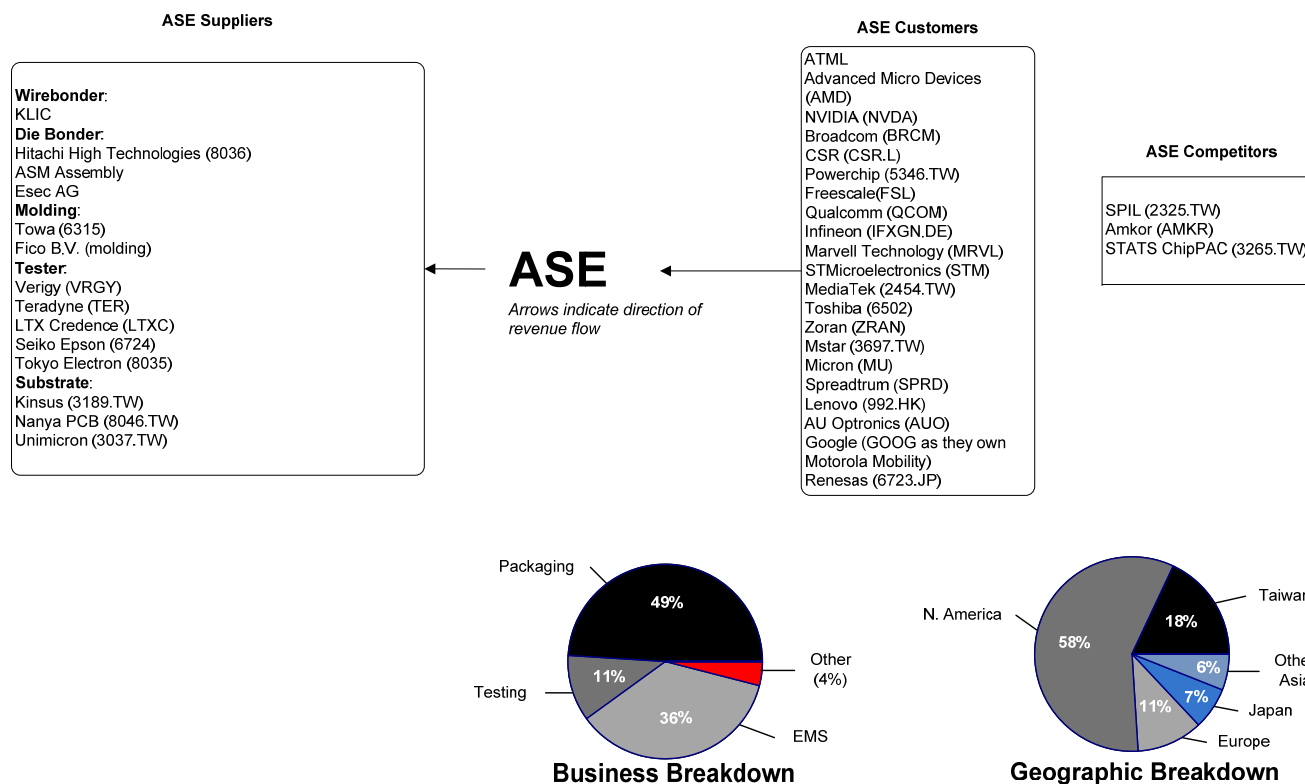 ASE Suppliers
Wirebonder:
KLIC
Die Bonder:
Hitachi High Technologies (8036)
ASM Assembly
Esec AG
Molding:
Towa (6315)
Fico B.V. (molding)
Tester:
Verigy (VRGY)
Teradyne (TER)
LTX Credence (LTXC)
Seiko Epson (6724)
Tokyo Electron (8035)
Substrate:
Kinsus (3189.TW)
Nanya PCB (8046.TW)
Unimicron (3037.TW)
ASE
Arrows indicate direction of
revenue flow
ASE Customers
ATML
Advanced Micro Devices
(AMD)
NVIDIA (NVDA)
Broadcom (BRCM)
CSR (CSR.L)
Powerchip (5346.TW)
Freescale(FSL)
Qualcomm (QCOM)
Infineon (IFXGN.DE)
Marvell Technology (MRVL)
STMicroelectronics (STM)
MediaTek (2454.TW)
Toshiba (6502)
Zoran (ZRAN)
Mstar (3697.TW)
Micron (MU)
Spreadtrum (SPRD)
Lenovo (992.HK)
AU Optronics (AUO)
Google (GOOG as they own
Motorola Mobility)
Renesas (6723.JP)
ASE Competitors
SPIL (2325.TW)
Amkor (AMKR)
STATS ChipPAC (3265.TW)
Packaging
49%
Testing
11%
36%
EMS
Other
(4%)
Business Breakdown
N. America
58%
18%
Taiwan
6%
Other
Asia
7%
Japan
11%
Europe
Geographic Breakdown